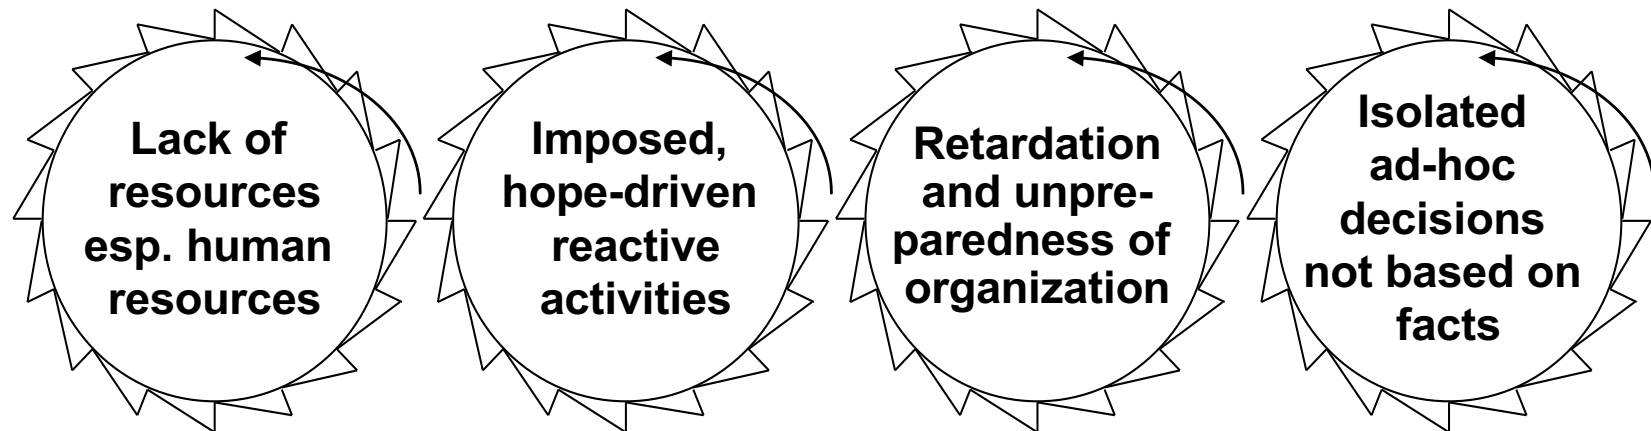 Lack of
resources
esp. human
resources
Imposed,
hope-driven
reactive
activities
Retardation
and unpre-
paredness of
organization
Isolated
ad-hoc
decisions
not based on
facts